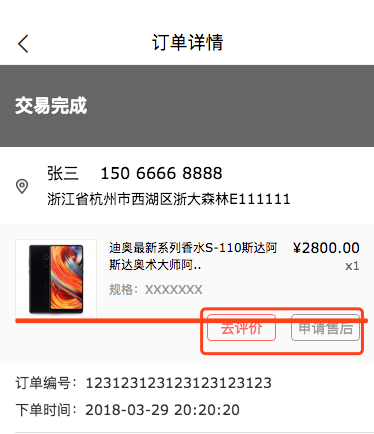 订单详情
交易完成
张三 150 6666 8888
浙江省杭州市西湖区浙大森林E111111
迪奥最新系列香水S-110斯达阿 ¥2800.00
斯达奥术大师阿.. x1
规格：XXXXXXX
去评价 申请售后
订单编号：123123123123123123123
下单时间：2018-03-29 20:20:20